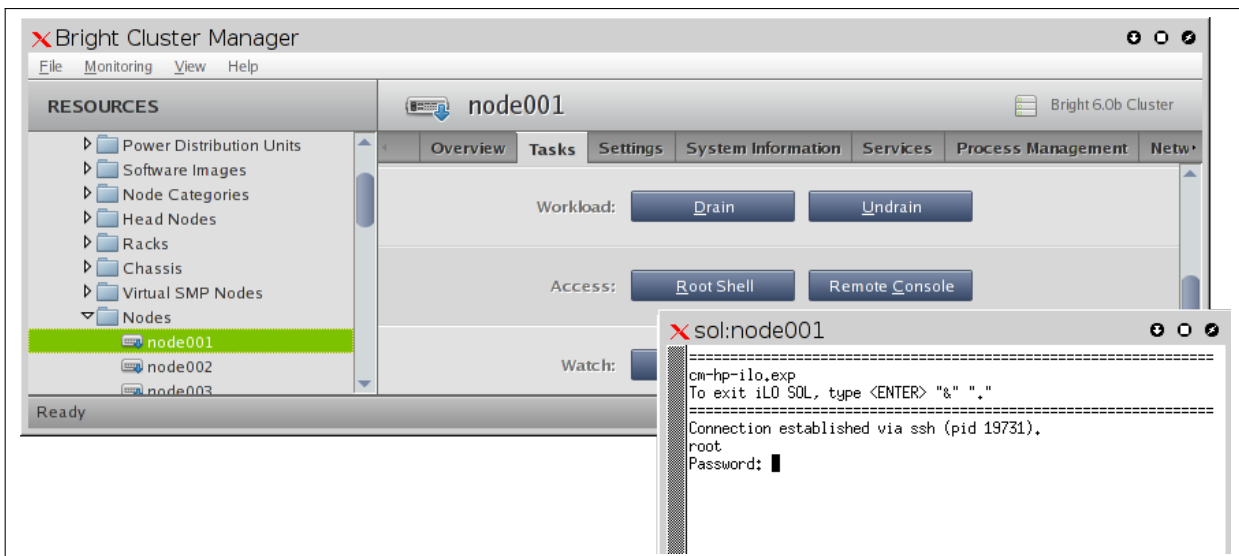 Bright Cluster Manager
File Monitoring View Help
RESOURCES
node001
Bright 6.0b Cluster
Power Distribution Units
Software Images
Node Categories
Head Nodes
Racks
Chassis
Virtual SMP Nodes
Nodes
node001
node002
node003
Overview Tasks Settings System Information Services Process Management Netw
Workload: Drain Undrain
Access: Root Shell Remote Console
Watch:
Ready
sol:node001
==================================================================
cm-hp-ilo.exp
To exit iLO SOL, type <ENTER> "&" "."
==================================================================
Connection established via ssh (pid 19731).
root
Password: